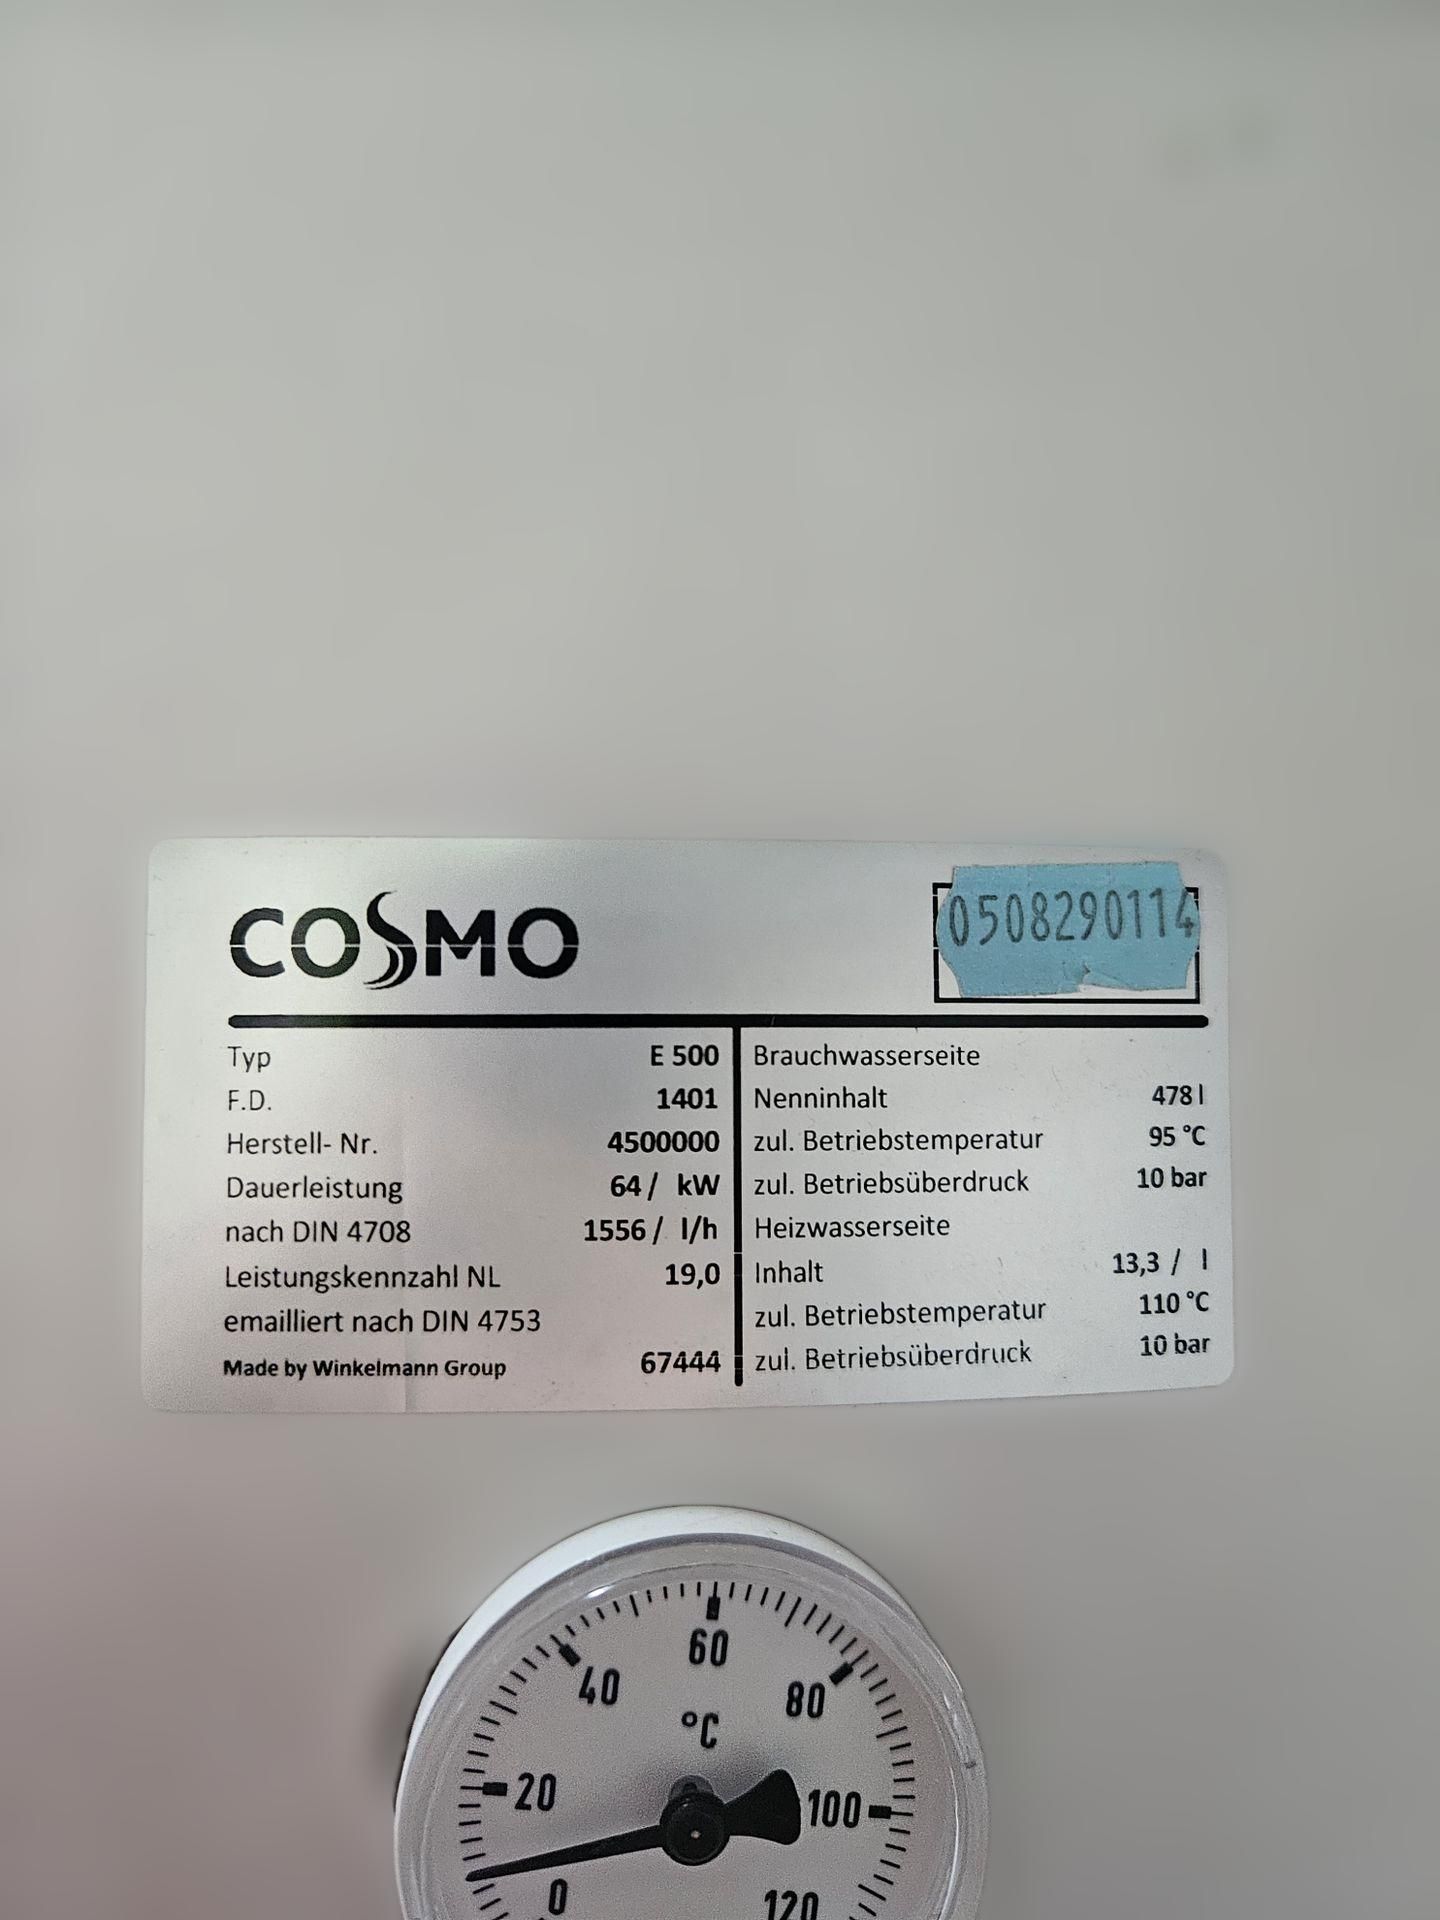 COSMO
0508290114
Typ E 500
F.D. 1401
Herstell- Nr. 4500000
Dauerleistung 64 / kW
nach DIN 4708 1556 / l/h
Leistungskennzahl NL 19,0
emailliert nach DIN 4753
Made by Winkelmann Group 67444
Brauchwasserseite
Nenninhalt 478 l
zul. Betriebstemperatur 95 °C
zul. Betriebsüberdruck 10 bar
Heizwasserseite
Inhalt 13,3 / l
zul. Betriebstemperatur 110 °C
zul. Betriebsüberdruck 10 bar
60
40 80
°C
20 100
0 120